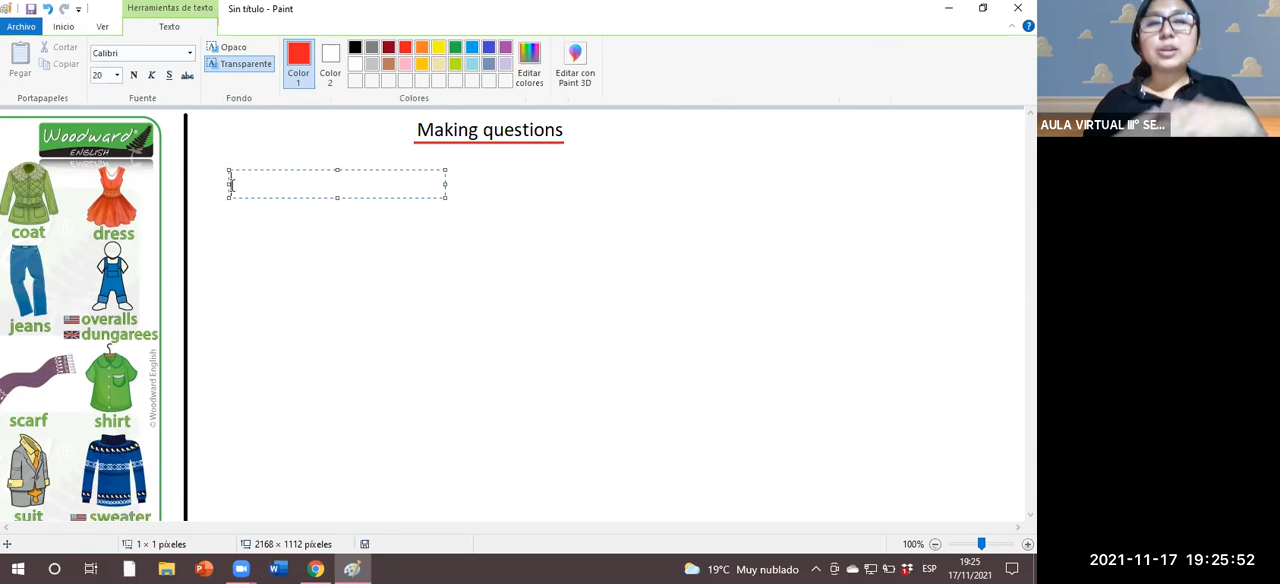 Herramientas de texto
Sin título - Paint
Archivo
Inicio
Ver
Texto
Pegar
Cortar
Copiar
Portapapeles
Calibri
20
N K S abc
Fuente
Opaco
Transparente
Fondo
Color 1
Color 2
Editar colores
Colores
Editar con Paint 3D
Woodward®
ENGLISH
coat
dress
jeans
overalls
dungarees
scarf
shirt
suit
sweater
© Woodward English
Making questions
AULA VIRTUAL III° SE...
1 × 1 píxeles
2168 × 1112 píxeles
100%
19°C Muy nublado
ESP
19:25
17/11/2021
2021-11-17 19:25:52